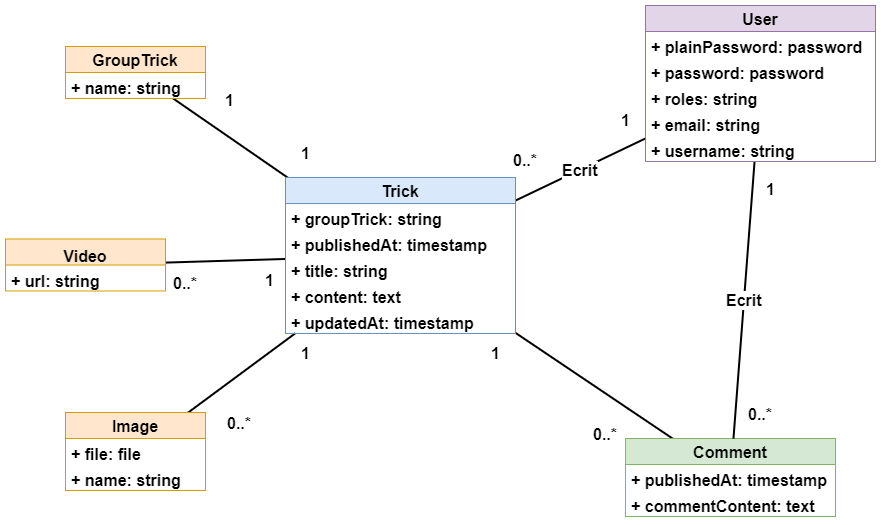 User
+ plainPassword: password
+ password: password
+ roles: string
+ email: string
+ username: string
GroupTrick
+ name: string
1
1
1
0..*
Ecrit
1
Trick
+ groupTrick: string
+ publishedAt: timestamp
+ title: string
+ content: text
+ updatedAt: timestamp
Video
+ url: string
0..*
1
Ecrit
1
1
0..*
0..*
0..*
Image
+ file: file
+ name: string
Comment
+ publishedAt: timestamp
+ commentContent: text